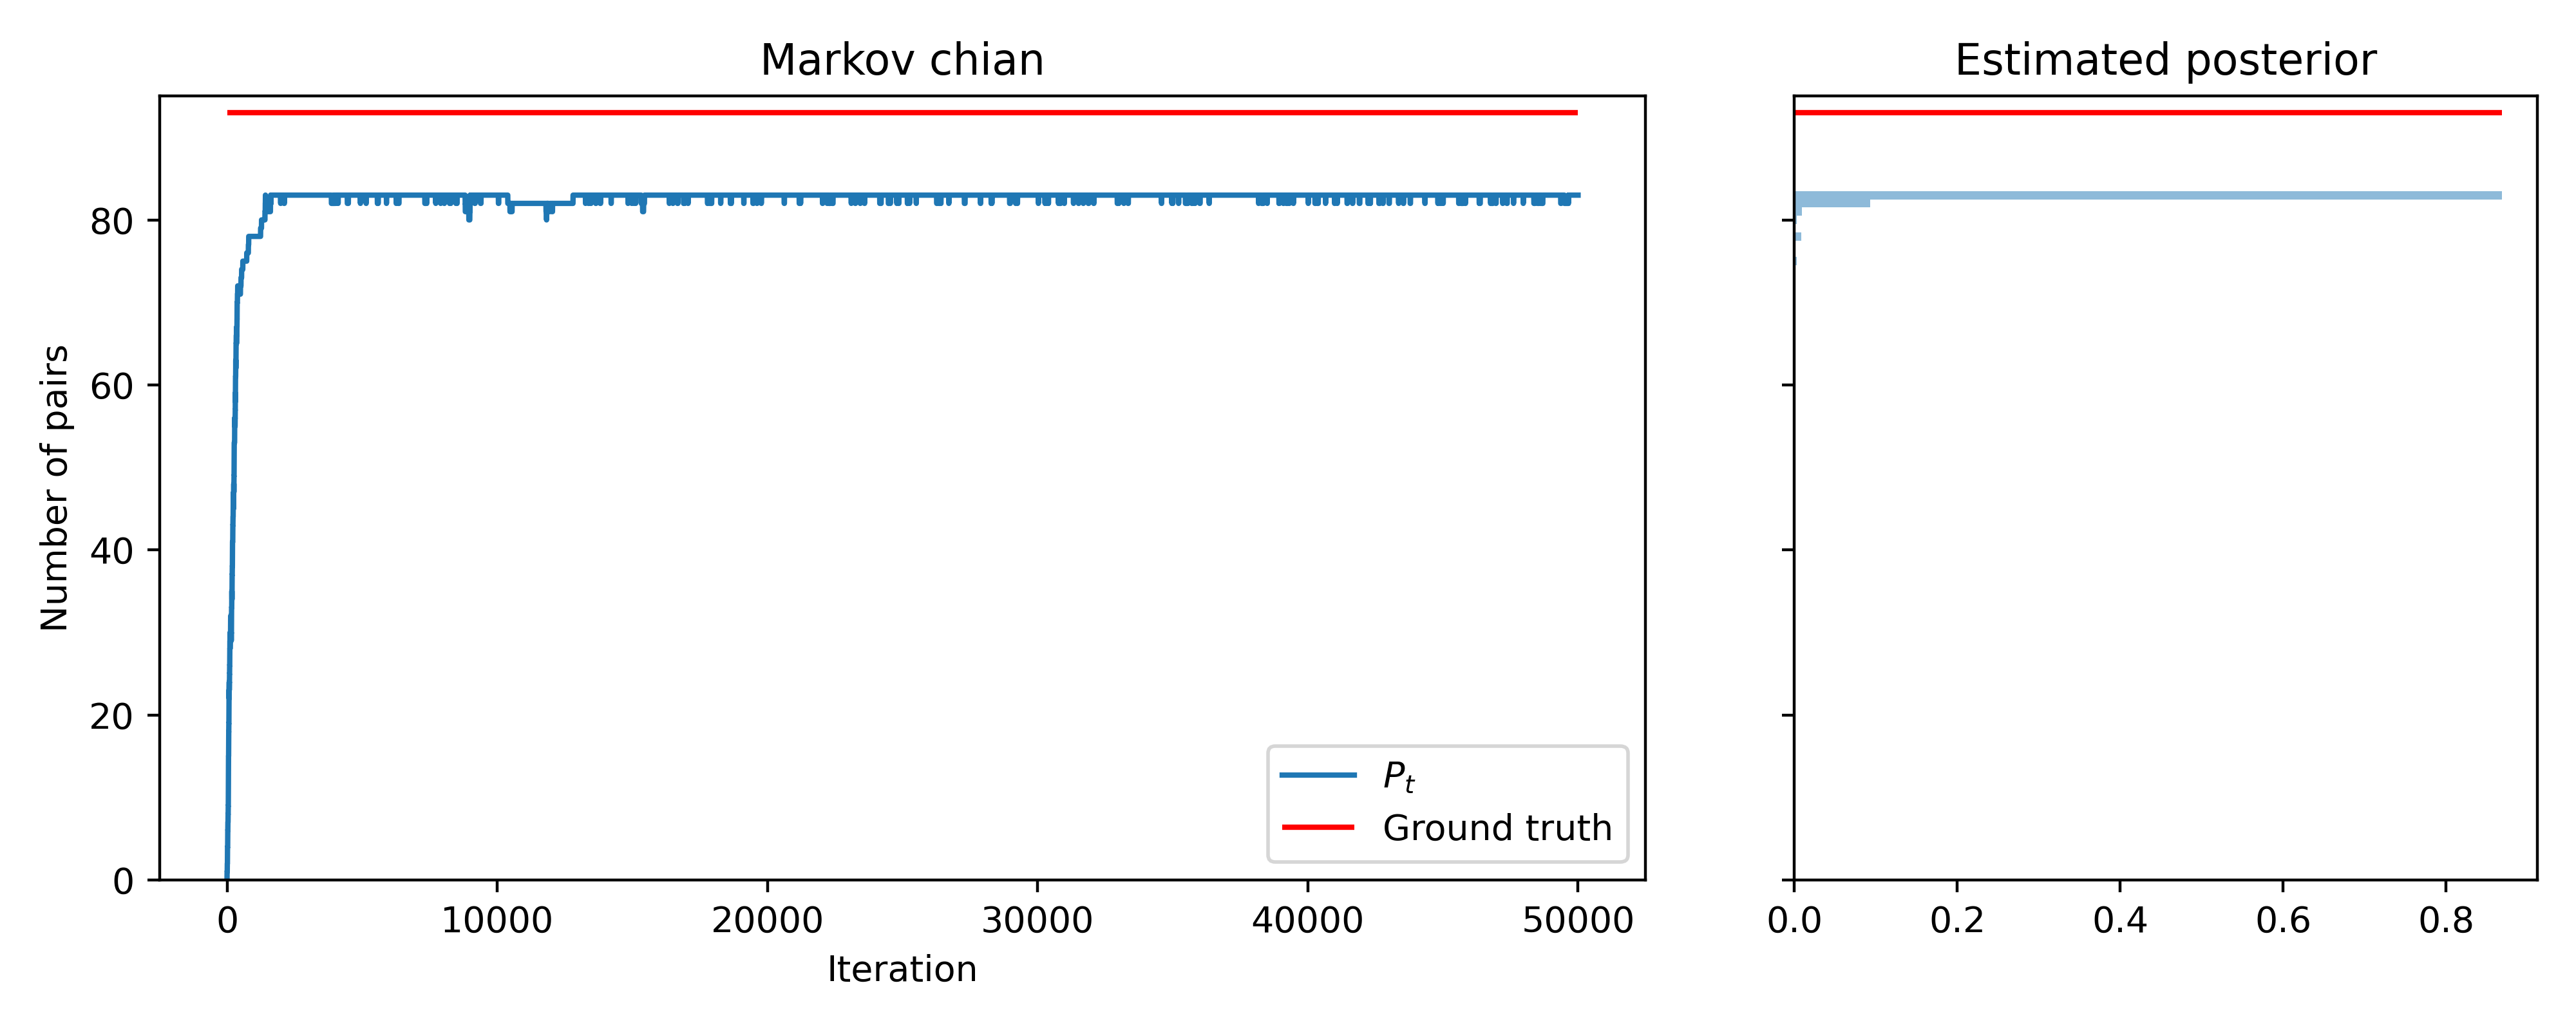 Markov chian
Estimated posterior
Number of pairs
80
60
40
20
0
0
10000
20000
30000
40000
50000
Iteration
P_t
Ground truth
0.0
0.2
0.4
0.6
0.8